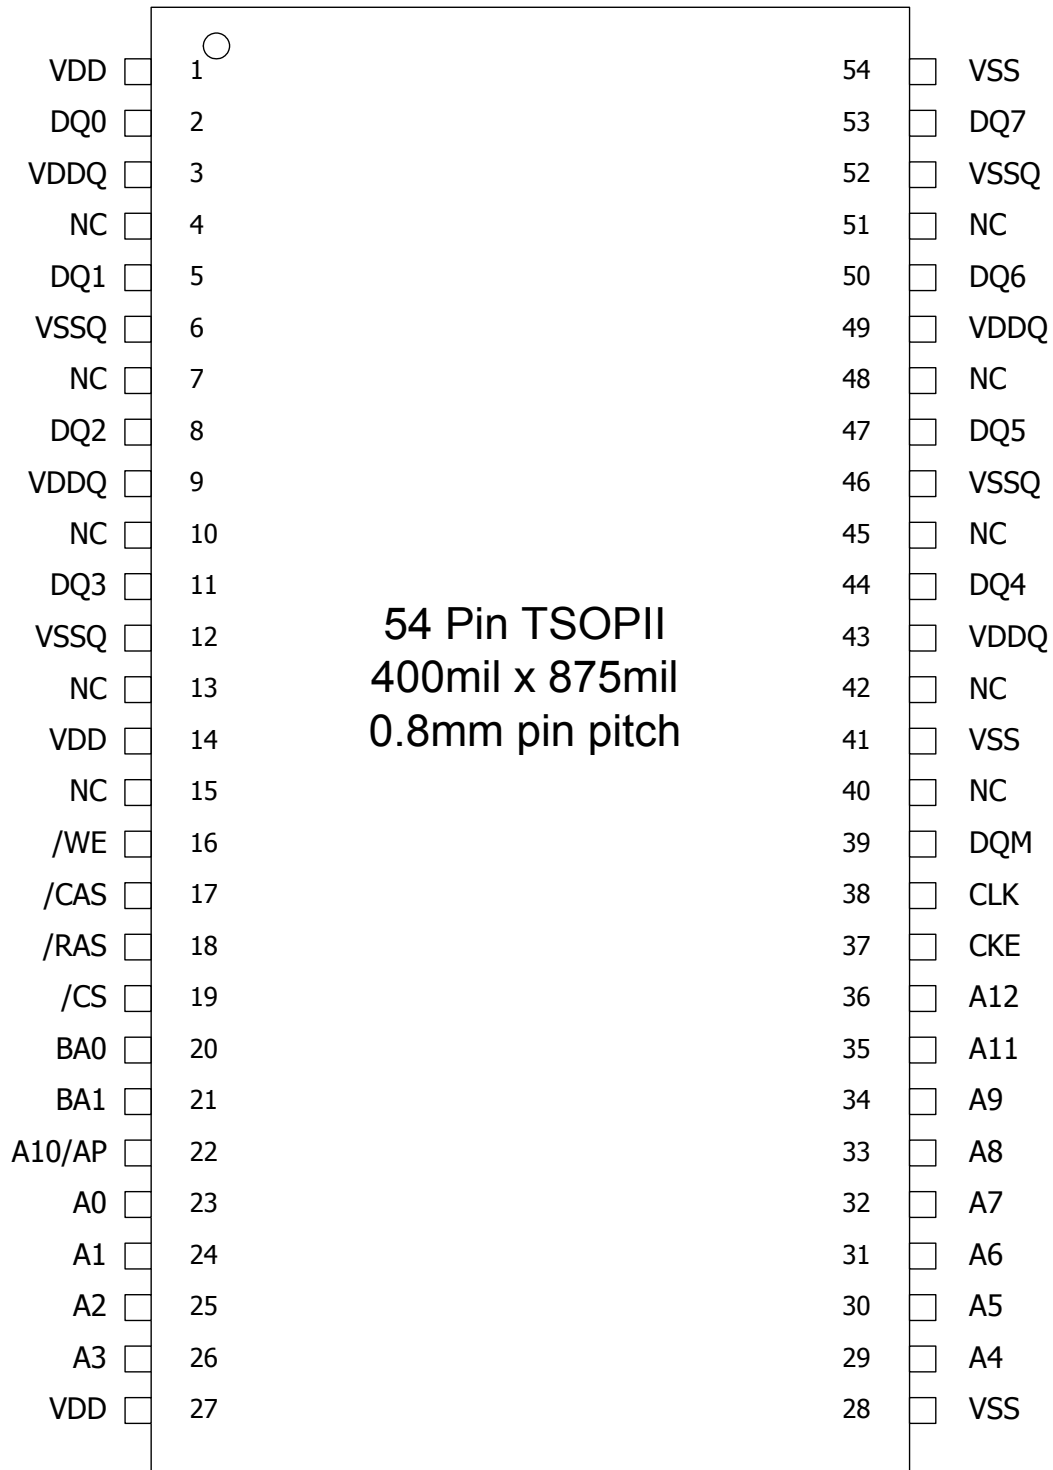 VDD 1 54 VSS
DQ0 2 53 DQ7
VDDQ 3 52 VSSQ
NC 4 51 NC
DQ1 5 50 DQ6
VSSQ 6 49 VDDQ
NC 7 48 NC
DQ2 8 47 DQ5
VDDQ 9 46 VSSQ
NC 10 45 NC
DQ3 11 44 DQ4
VSSQ 12 43 VDDQ
NC 13 42 NC
VDD 14 41 VSS
NC 15 40 NC
/WE 16 39 DQM
/CAS 17 38 CLK
/RAS 18 37 CKE
/CS 19 36 A12
BA0 20 35 A11
BA1 21 34 A9
A10/AP 22 33 A8
A0 23 32 A7
A1 24 31 A6
A2 25 30 A5
A3 26 29 A4
VDD 27 28 VSS
54 Pin TSOPII
400mil x 875mil
0.8mm pin pitch